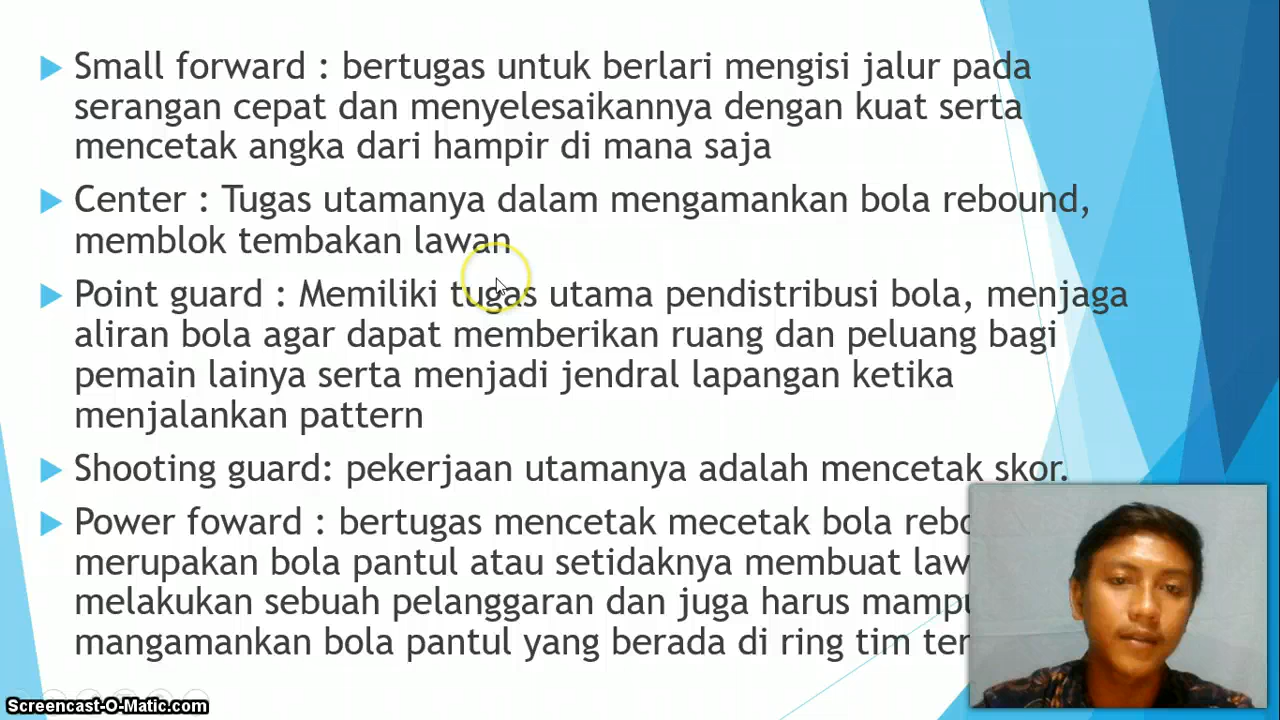 Small forward : bertugas untuk berlari mengisi jalur pada
serangan cepat dan menyelesaikannya dengan kuat serta
mencetak angka dari hampir di mana saja
Center : Tugas utamanya dalam mengamankan bola rebound,
memblok tembakan lawan
Point guard : Memiliki tugas utama pendistribusi bola, menjaga
aliran bola agar dapat memberikan ruang dan peluang bagi
pemain lainya serta menjadi jendral lapangan ketika
menjalankan pattern
Shooting guard: pekerjaan utamanya adalah mencetak skor.
Power foward : bertugas mencetak mecetak bola
merupakan bola pantul atau setidaknya membuat
melakukan sebuah pelanggaran dan juga harus
mangamankan bola pantul yang berada di ring tim
Screencast-O-Matic.com